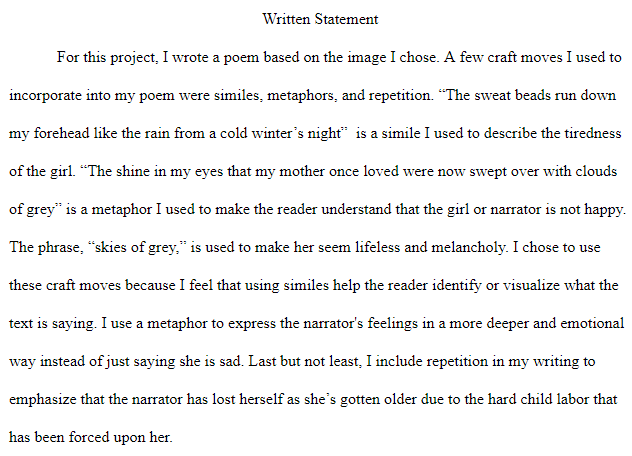 Written Statement
For this project, I wrote a poem based on the image I chose. A few craft moves I used to
incorporate into my poem were similes, metaphors, and repetition. “The sweat beads run down
my forehead like the rain from a cold winter’s night”  is a simile I used to describe the tiredness
of the girl. “The shine in my eyes that my mother once loved were now swept over with clouds
of grey” is a metaphor I used to make the reader understand that the girl or narrator is not happy.
The phrase, “skies of grey,” is used to make her seem lifeless and melancholy. I chose to use
these craft moves because I feel that using similes help the reader identify or visualize what the
text is saying. I use a metaphor to express the narrator's feelings in a more deeper and emotional
way instead of just saying she is sad. Last but not least, I include repetition in my writing to
emphasize that the narrator has lost herself as she’s gotten older due to the hard child labor that
has been forced upon her.